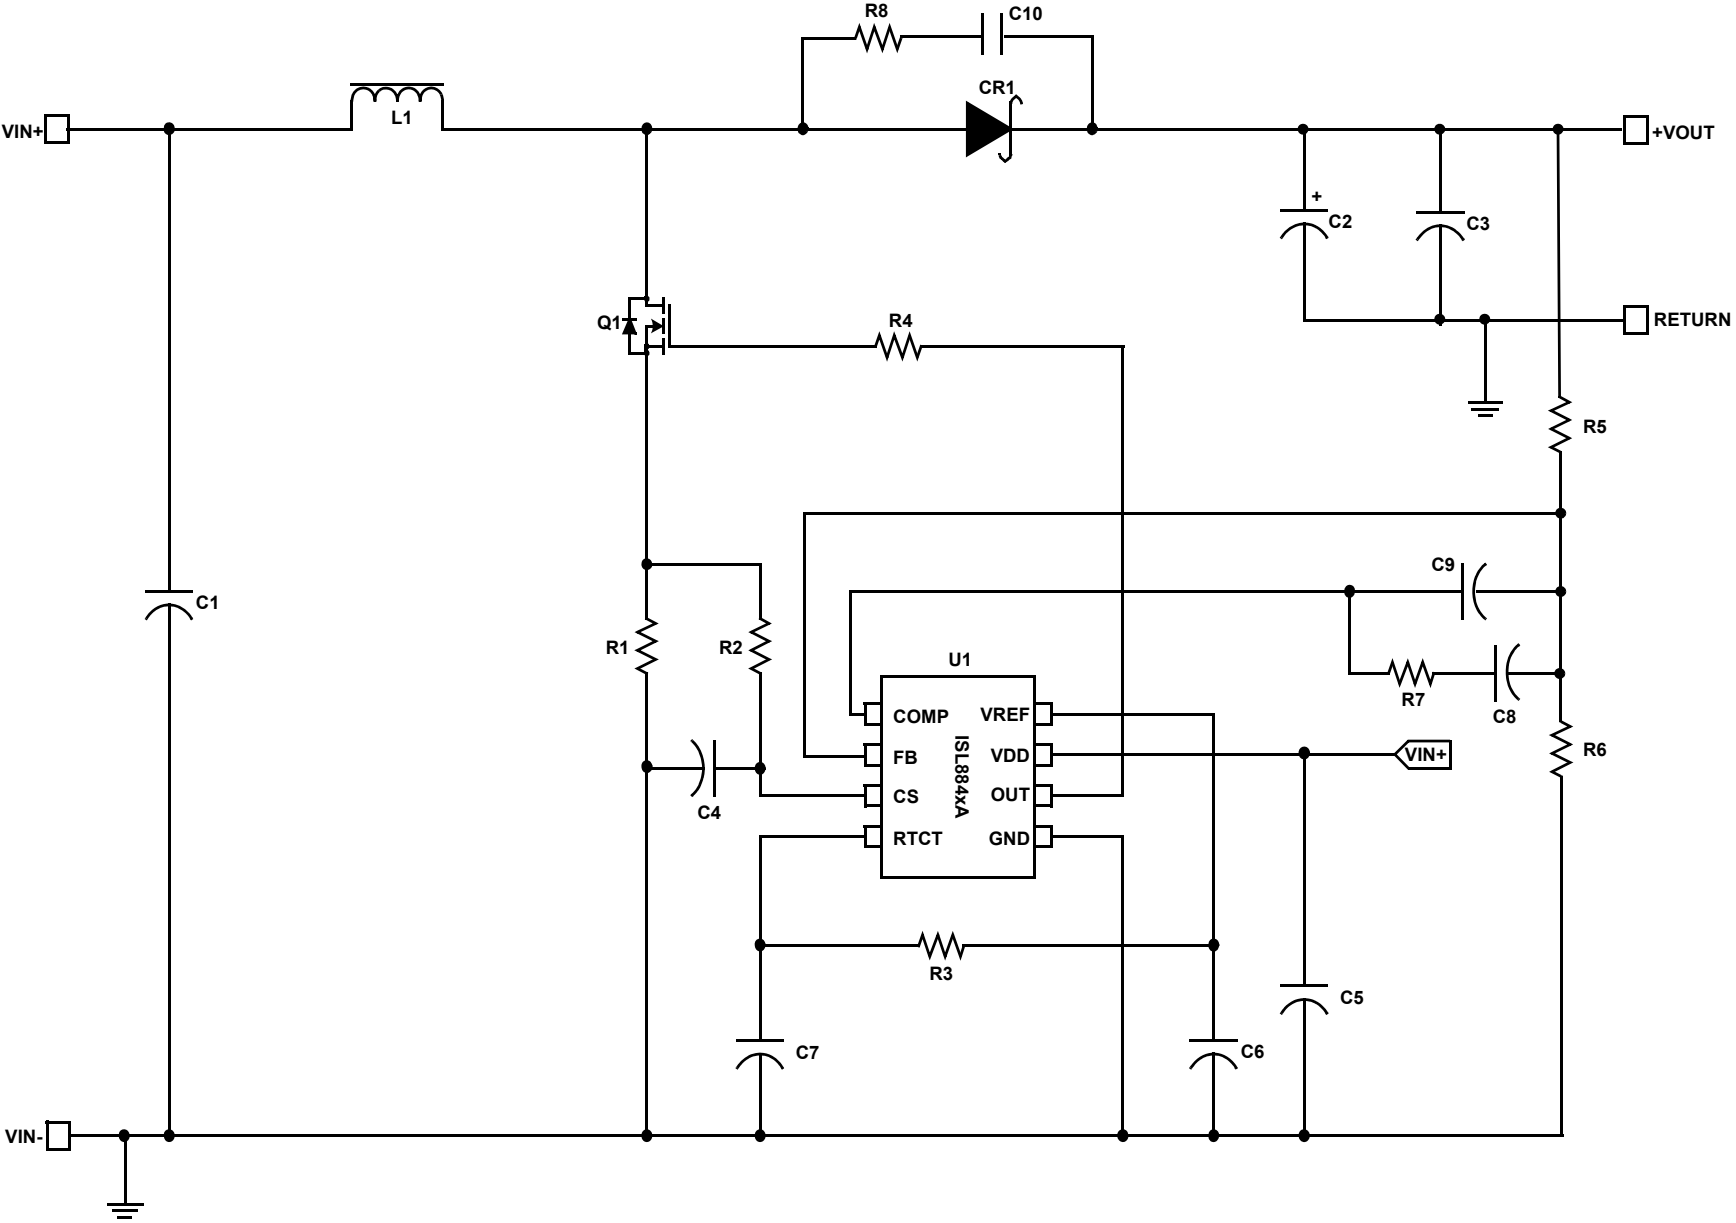 R8
C10
CR1
L1
VIN+
+VOUT
+
C2
C3
Q1
R4
RETURN
R5
C9
C1
R1
R2
U1
R7
C8
COMP
VREF
FB
VDD
VIN+
R6
CS
OUT
C4
RTCT
GND
ISL884xA
R3
C5
C7
C6
VIN-